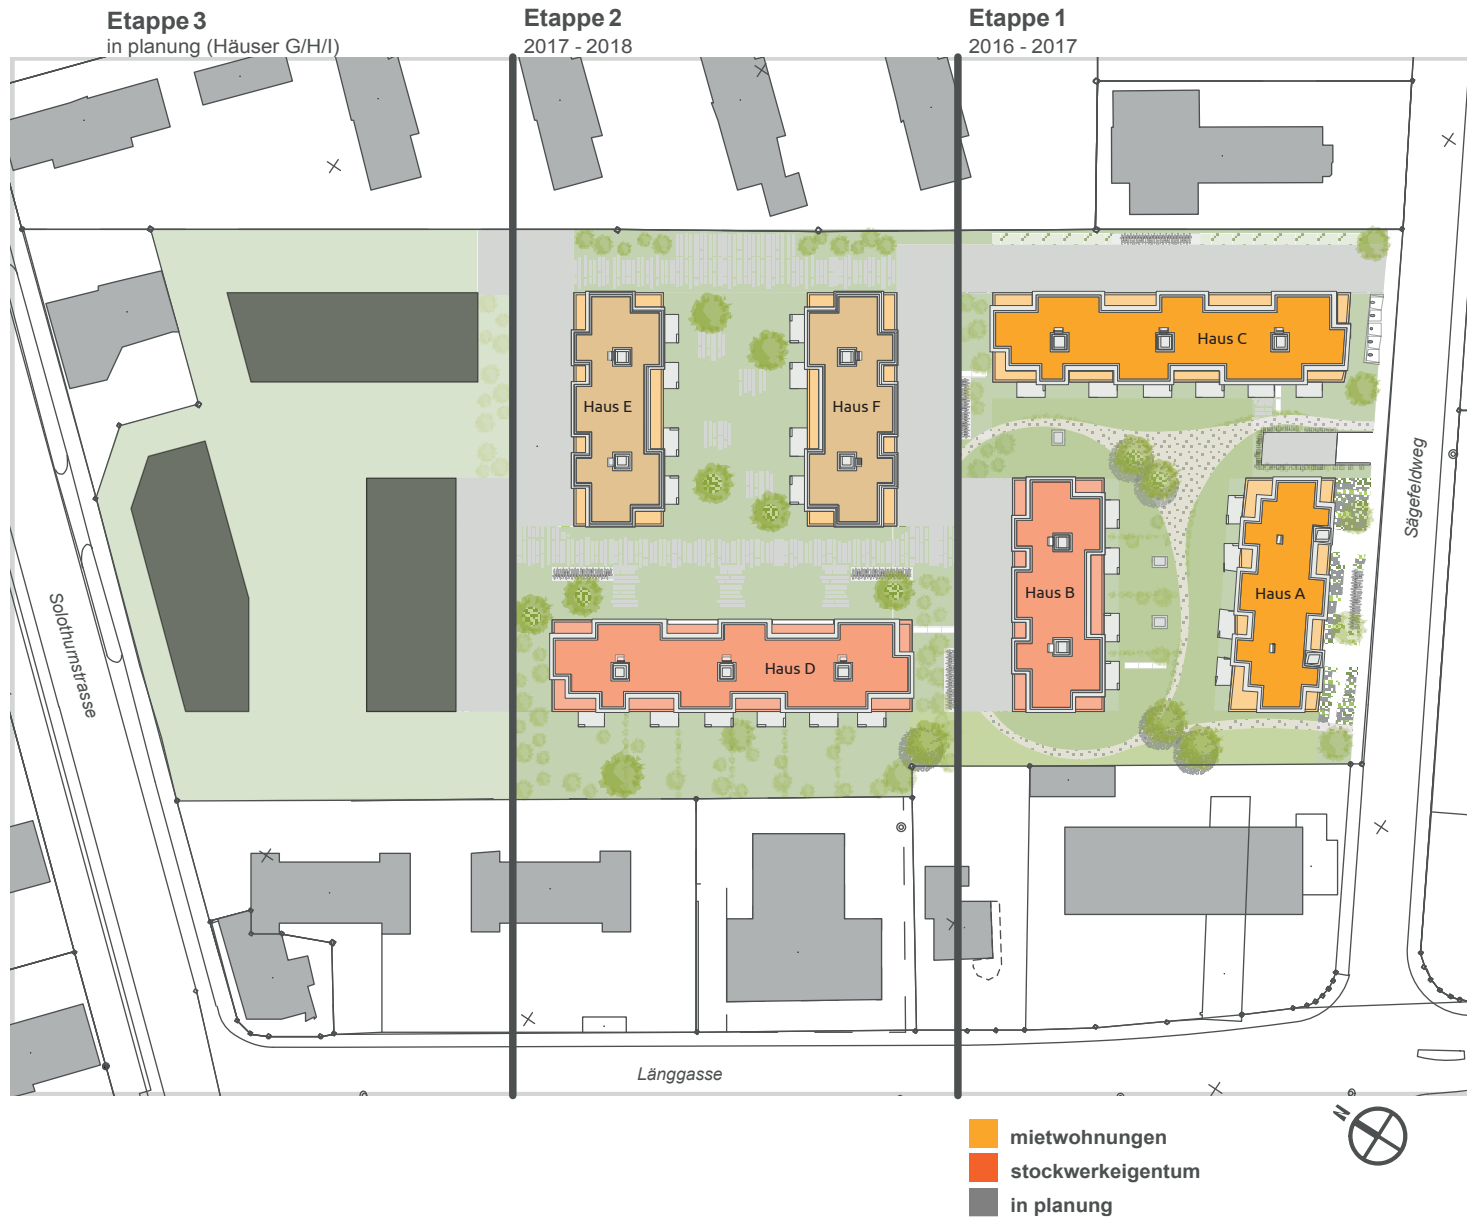 Etappe 3
in planung (Häuser G/H/I)
Etappe 2
2017 - 2018
Etappe 1
2016 - 2017
Haus C
Haus E
Haus F
Haus B
Haus A
Haus D
Sägefeldweg
Solothurnstrasse
Länggasse
N
mietwohnungen
stockwerkeigentum
in planung